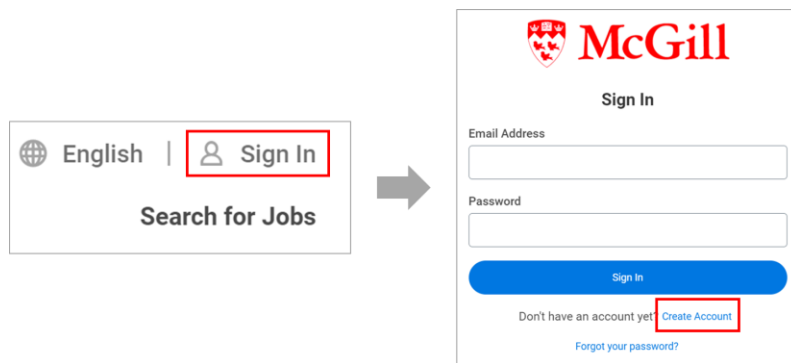 English | Sign In
Search for Jobs
McGill
Sign In
Email Address
Password
Sign In
Don't have an account yet? Create Account
Forgot your password?